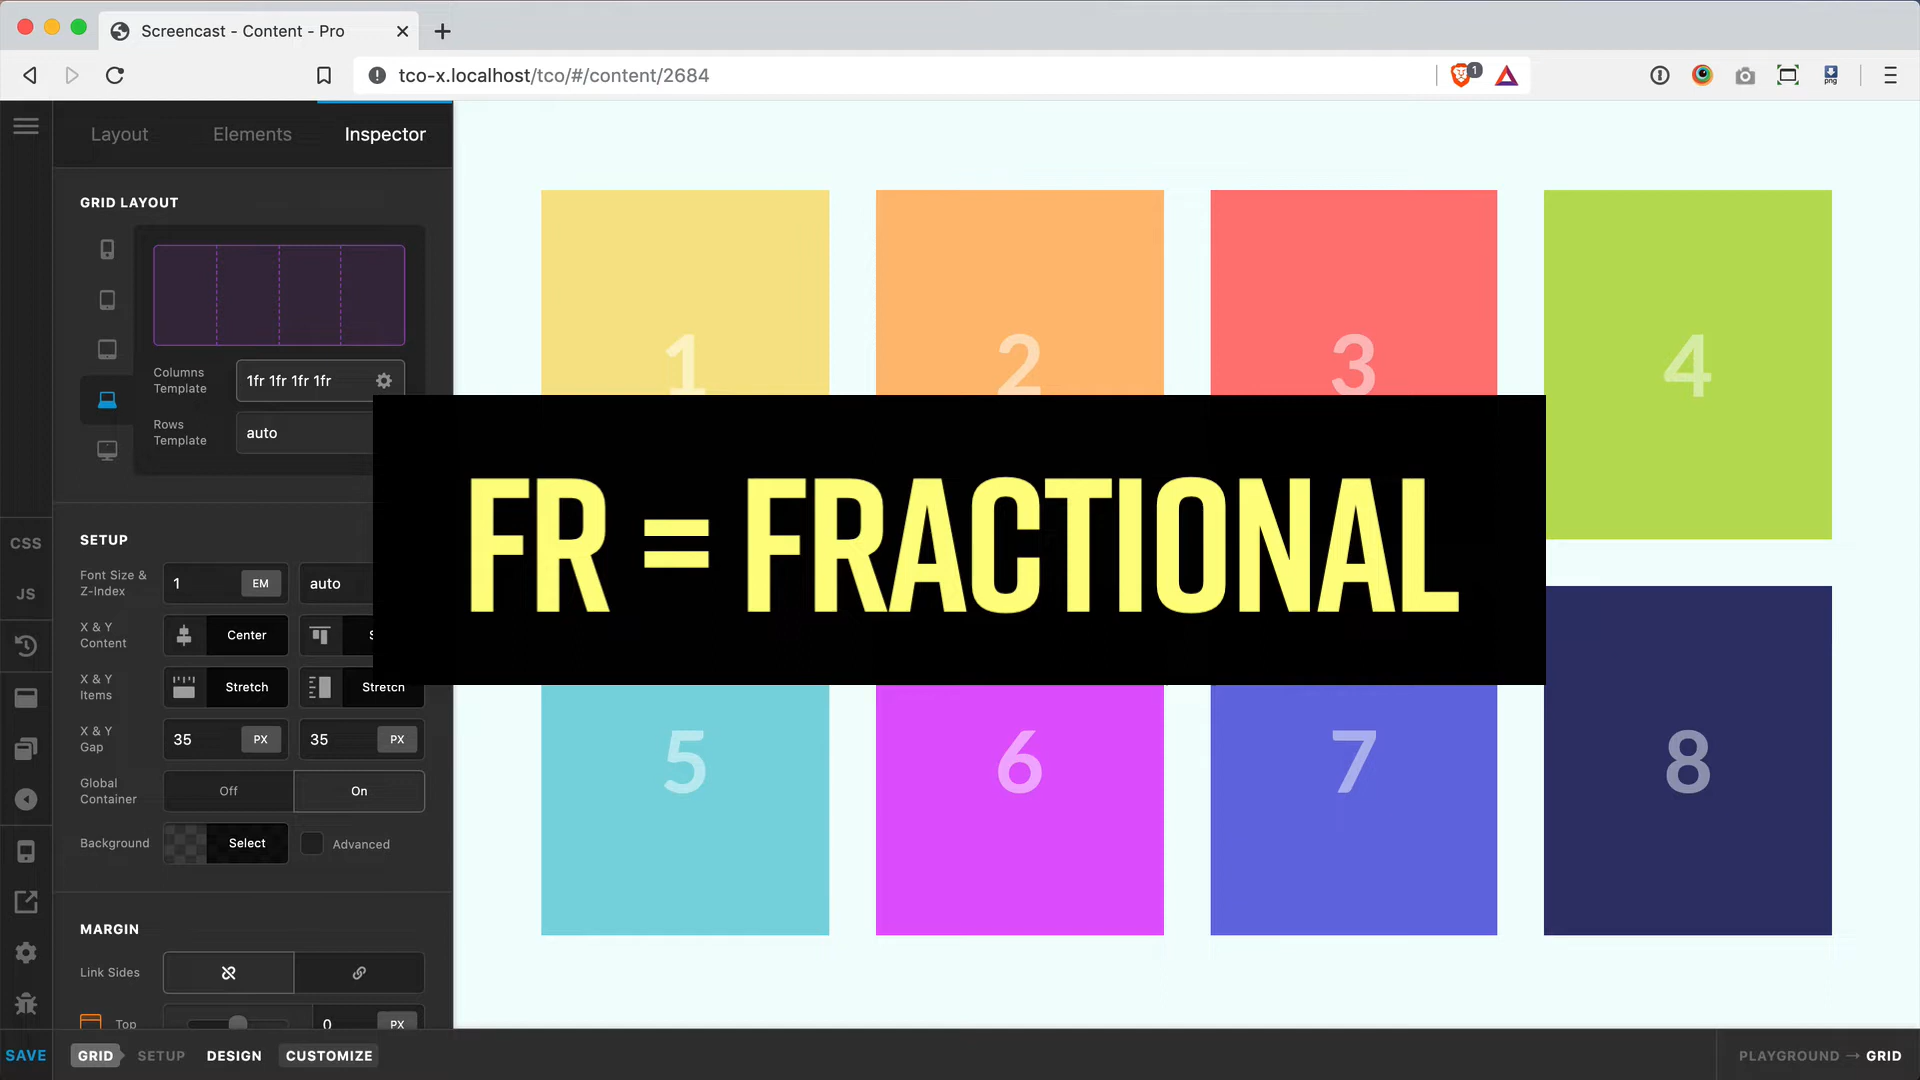 Screencast - Content - Pro
tco-x.localhost/tco/#/content/2684
1
png
Layout
Elements
Inspector
GRID LAYOUT
Columns Template
1fr 1fr 1fr 1fr
Rows Template
auto
CSS
JS
SETUP
Font Size & Z-Index
1
EM
auto
X & Y Content
Center
S
X & Y Items
Stretch
Stretch
X & Y Gap
35
PX
35
PX
Global Container
Off
On
Background
Select
Advanced
MARGIN
Link Sides
Top
0
PX
SAVE
GRID
SETUP
DESIGN
CUSTOMIZE
1
2
3
4
FR = FRACTIONAL
5
6
7
8
PLAYGROUND → GRID